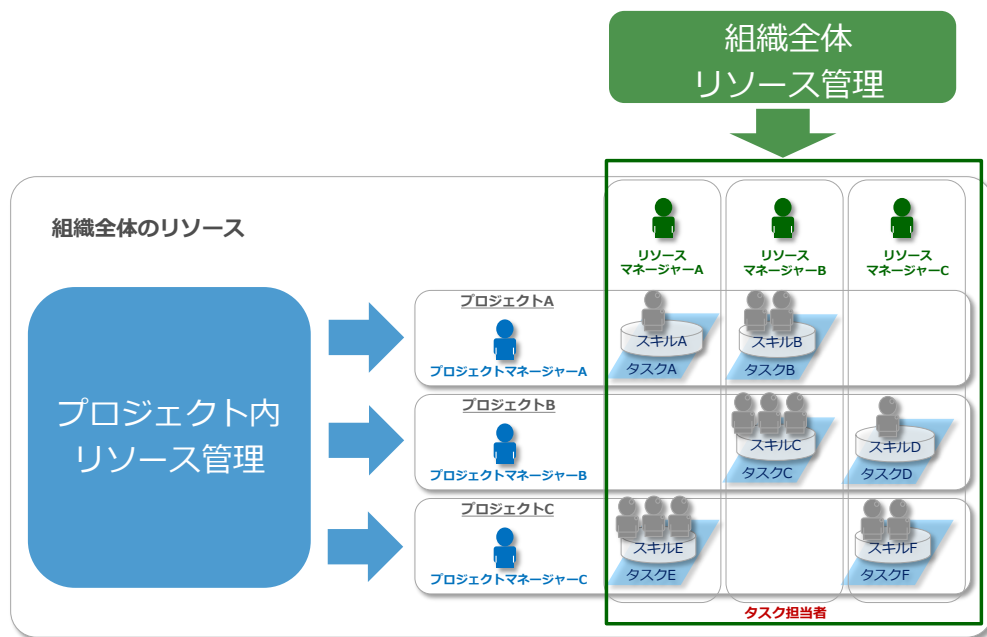 組織全体
リソース管理
組織全体のリソース
リソース
マネージャーA
リソース
マネージャーB
リソース
マネージャーC
プロジェクト内
リソース管理
プロジェクトA
プロジェクトマネージャーA
スキルA
タスクA
スキルB
タスクB
プロジェクトB
プロジェクトマネージャーB
スキルC
タスクC
スキルD
タスクD
プロジェクトC
プロジェクトマネージャーC
スキルE
タスクE
スキルF
タスクF
タスク担当者